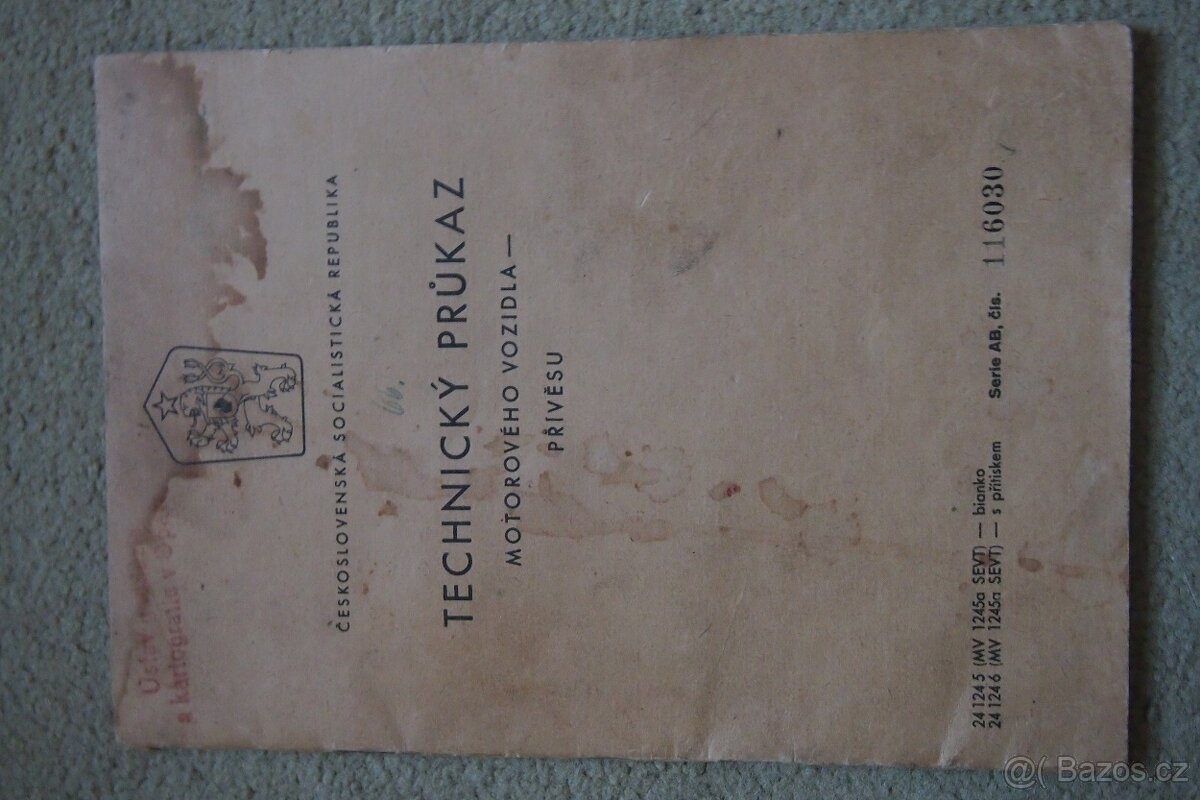 a kartografie v
ČESKOSLOVENSKÁ SOCIALISTICKÁ REPUBLIKA
TECHNICKÝ PRŮKAZ
MOTOROVÉHO VOZIDLA —
PŘÍVĚSU
24 124 5 (MV 1245a SEVT) — bianko
24 124 6 (MV 1245a SEVT) — s přítiskem Serie AB, čís. 116030
@( Bazos.cz